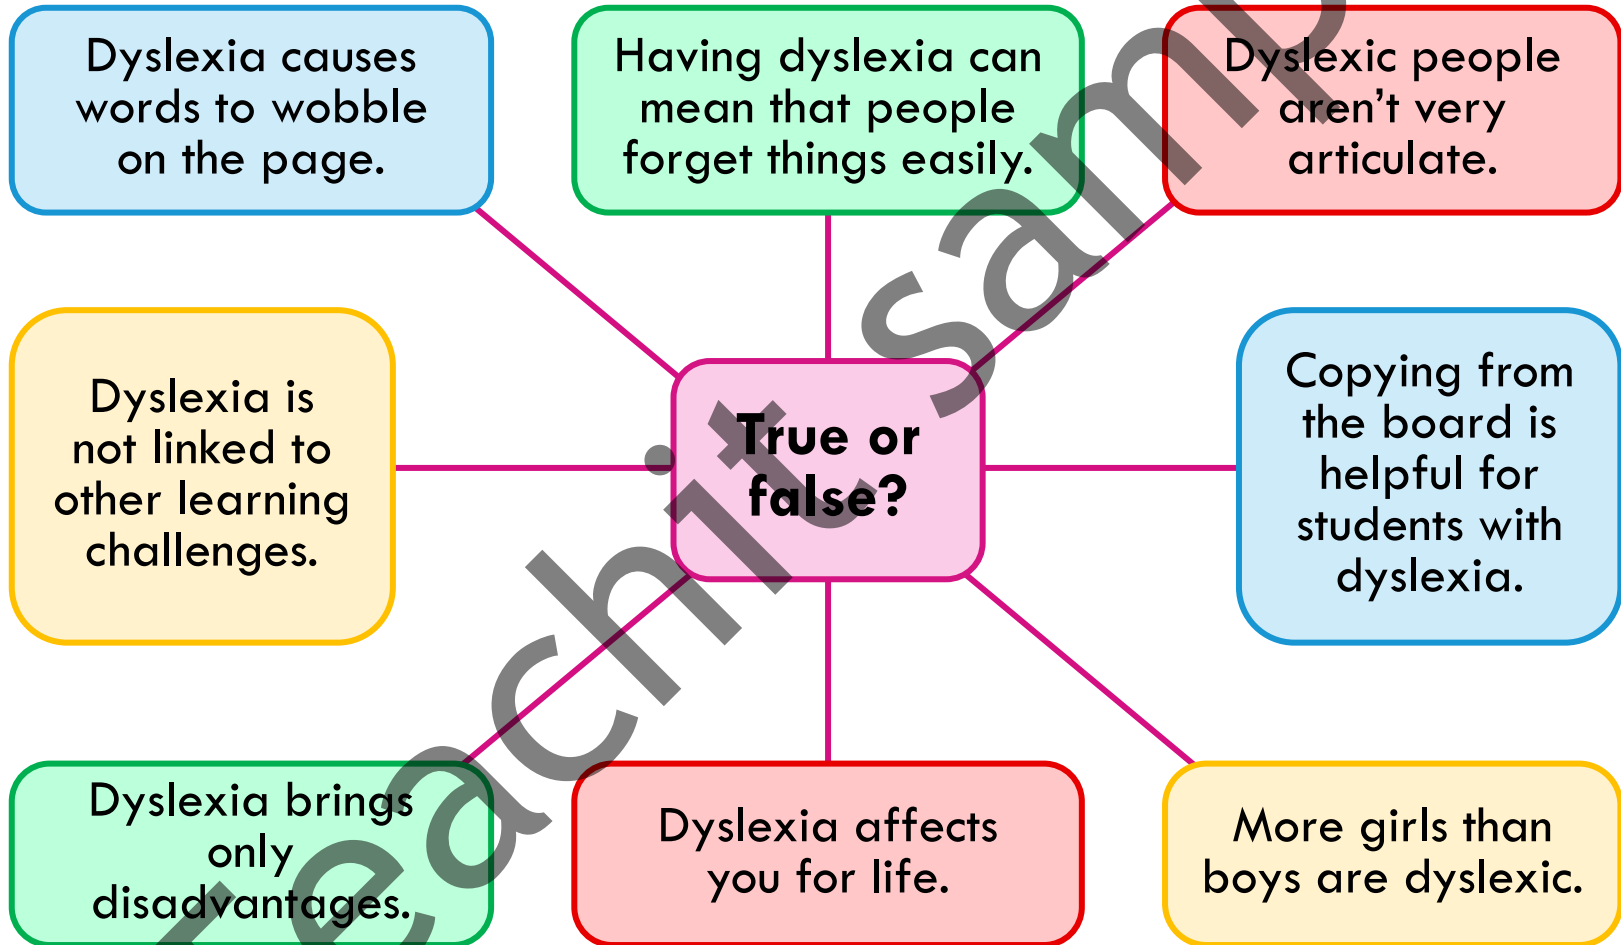 Dyslexia causes
words to wobble
on the page.
Having dyslexia can
mean that people
forget things easily.
Dyslexic people
aren't very
articulate.
Dyslexia is
not linked to
other learning
challenges.
True or
false?
Copying from
the board is
helpful for
students with
dyslexia.
Dyslexia brings
only
disadvantages.
Dyslexia affects
you for life.
More girls than
boys are dyslexic.
teachit samp